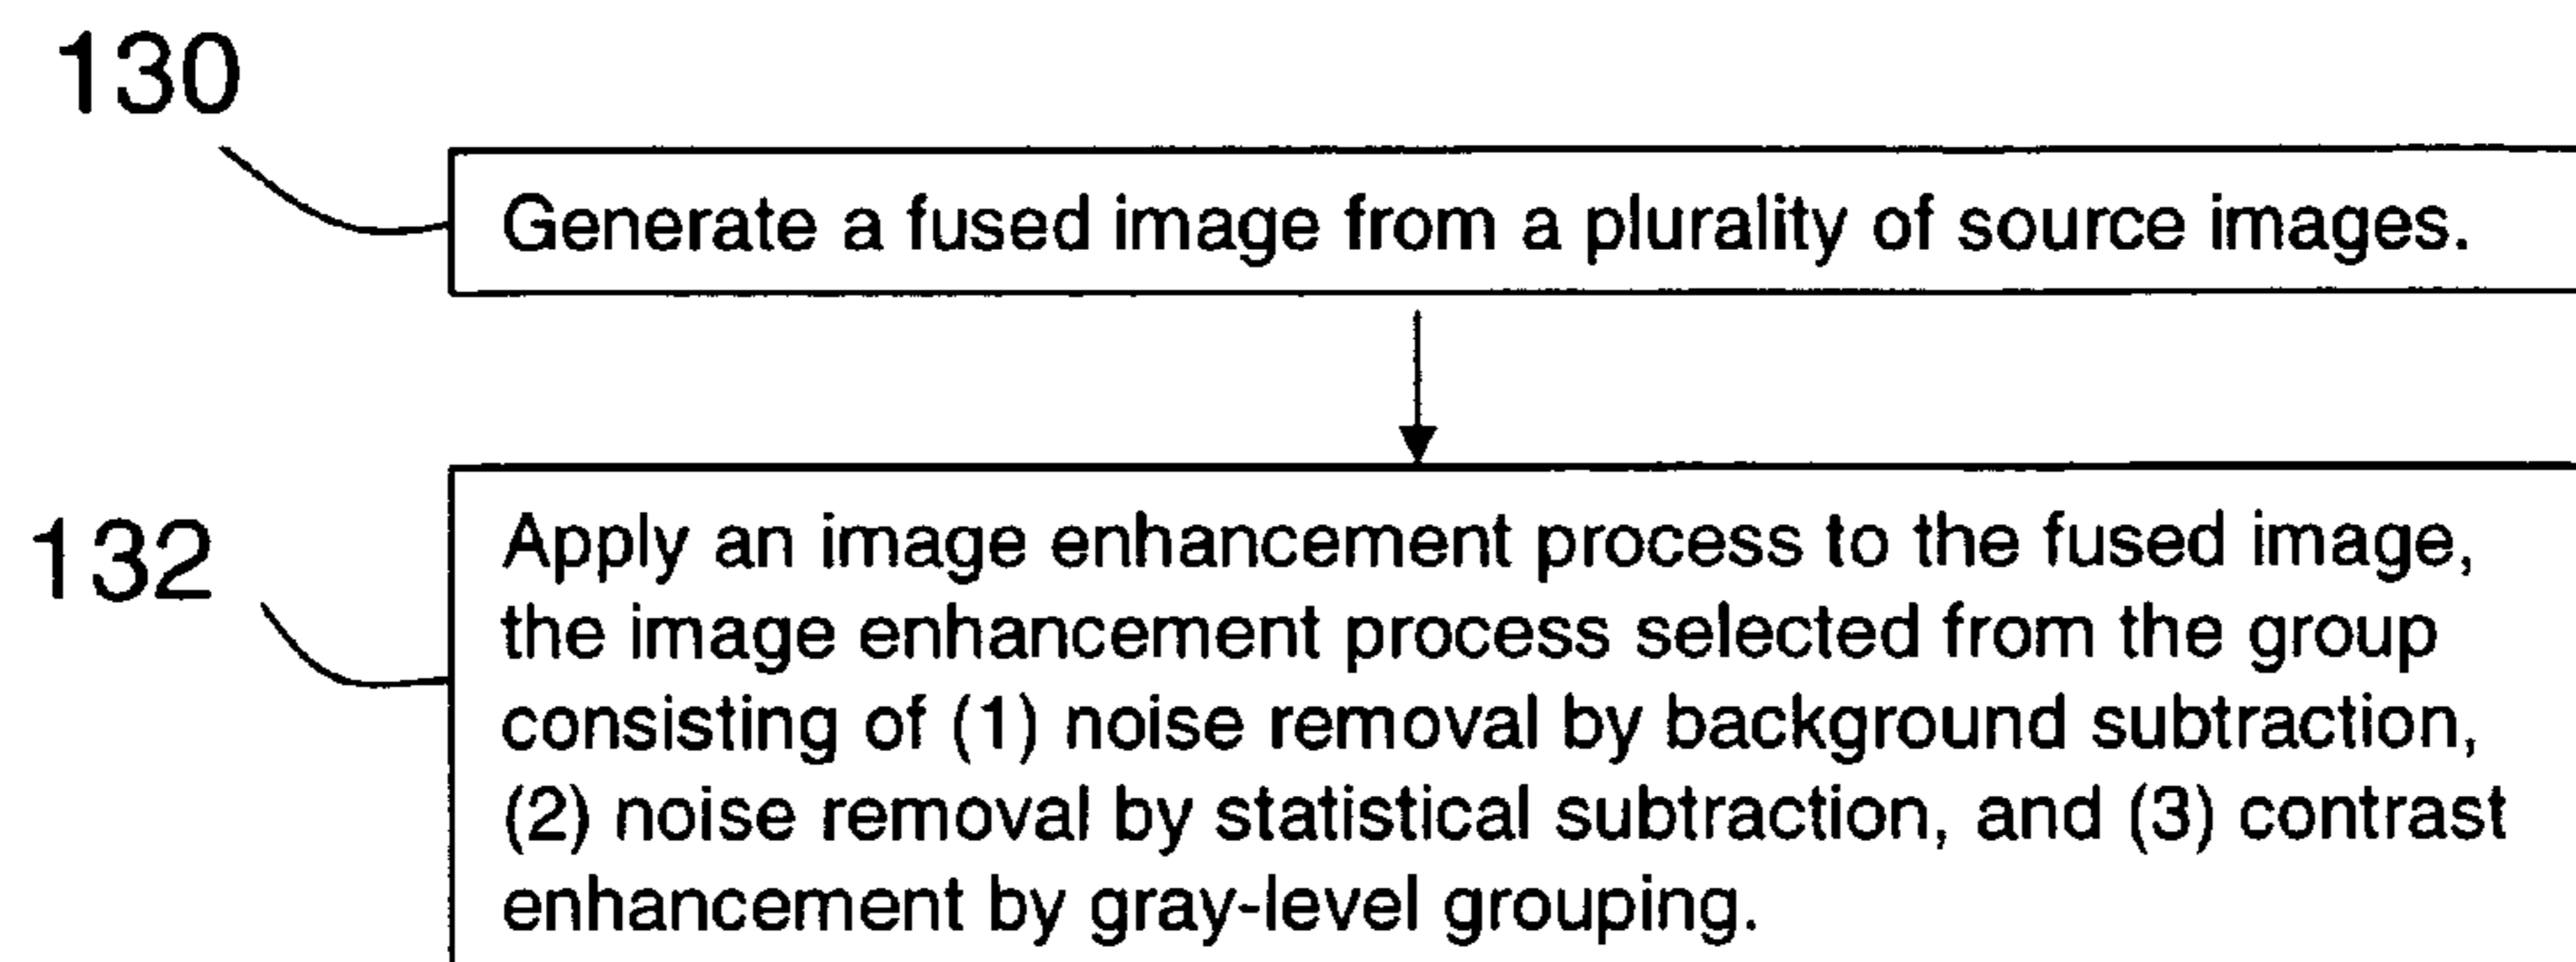 130
Generate a fused image from a plurality of source images.
132
Apply an image enhancement process to the fused image,
the image enhancement process selected from the group
consisting of (1) noise removal by background subtraction,
(2) noise removal by statistical subtraction, and (3) contrast
enhancement by gray-level grouping.